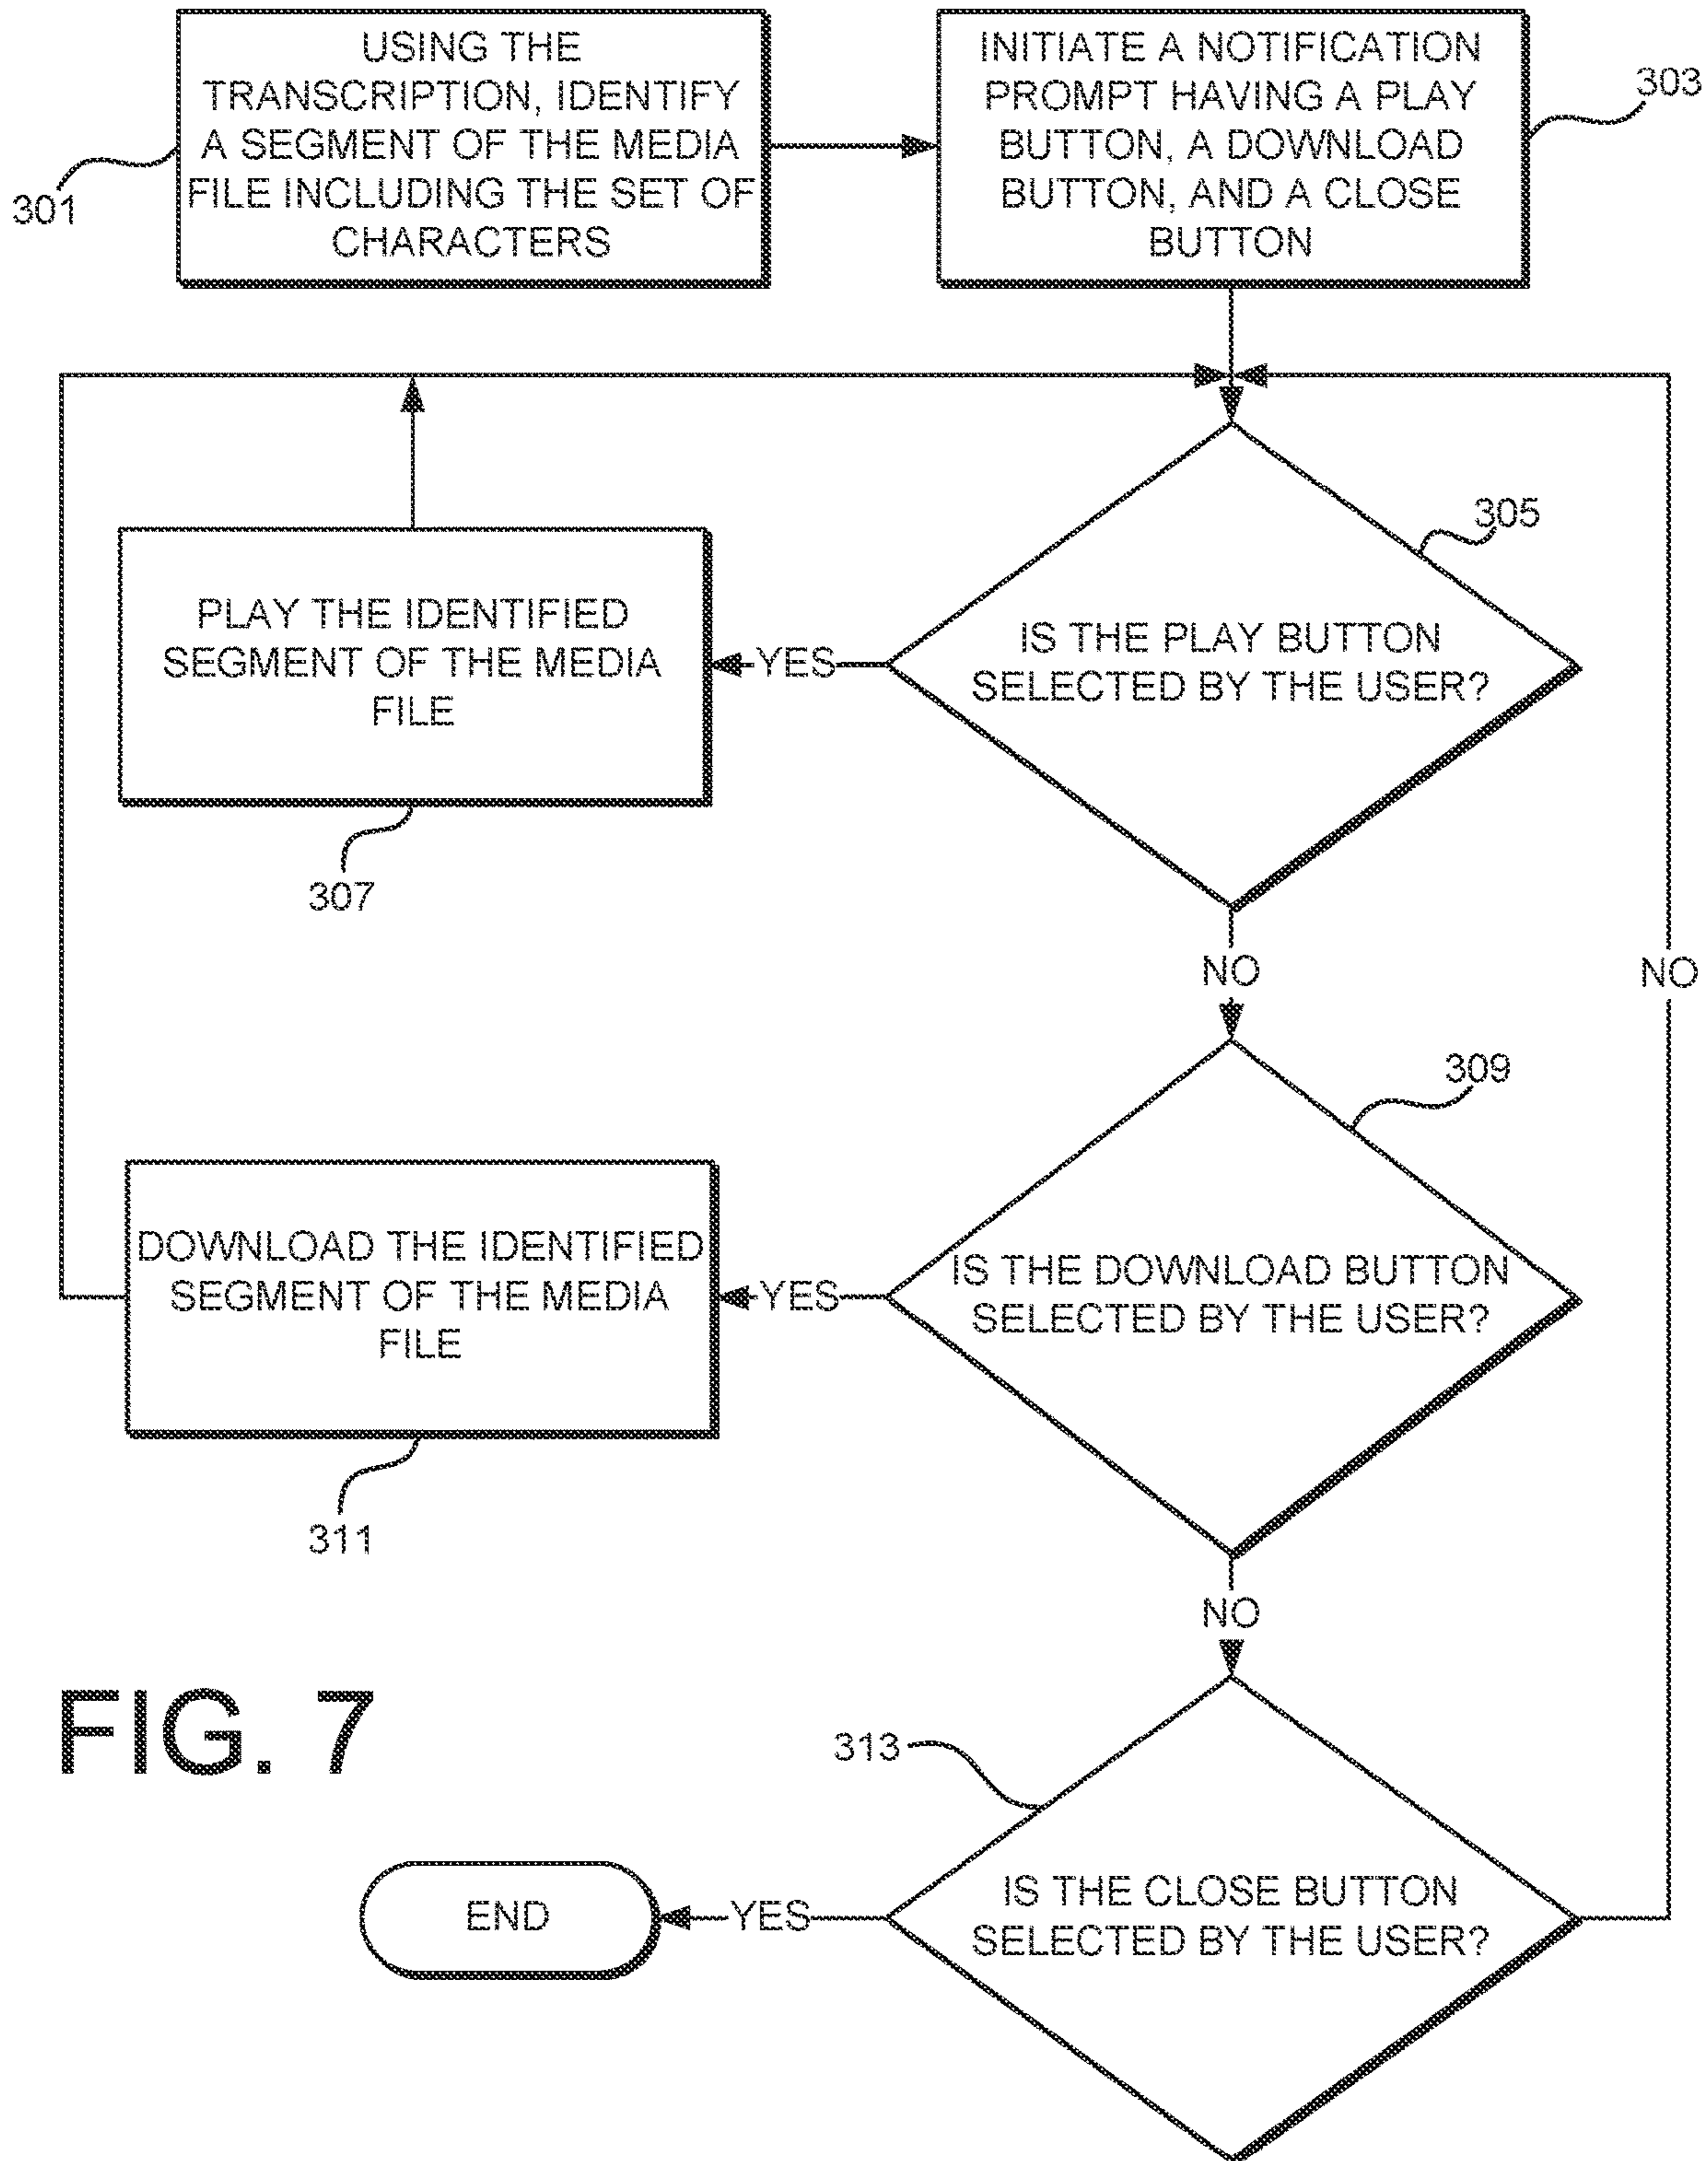 USING THE
TRANSCRIPTION, IDENTIFY
A SEGMENT OF THE MEDIA
FILE INCLUDING THE SET OF
CHARACTERS
301
INITIATE A NOTIFICATION
PROMPT HAVING A PLAY
BUTTON, A DOWNLOAD
BUTTON, AND A CLOSE
BUTTON
303
305
IS THE PLAY BUTTON
SELECTED BY THE USER?
YES
PLAY THE IDENTIFIED
SEGMENT OF THE MEDIA
FILE
307
NO
NO
309
IS THE DOWNLOAD BUTTON
SELECTED BY THE USER?
YES
DOWNLOAD THE IDENTIFIED
SEGMENT OF THE MEDIA
FILE
311
NO
FIG. 7
313
IS THE CLOSE BUTTON
SELECTED BY THE USER?
YES
END